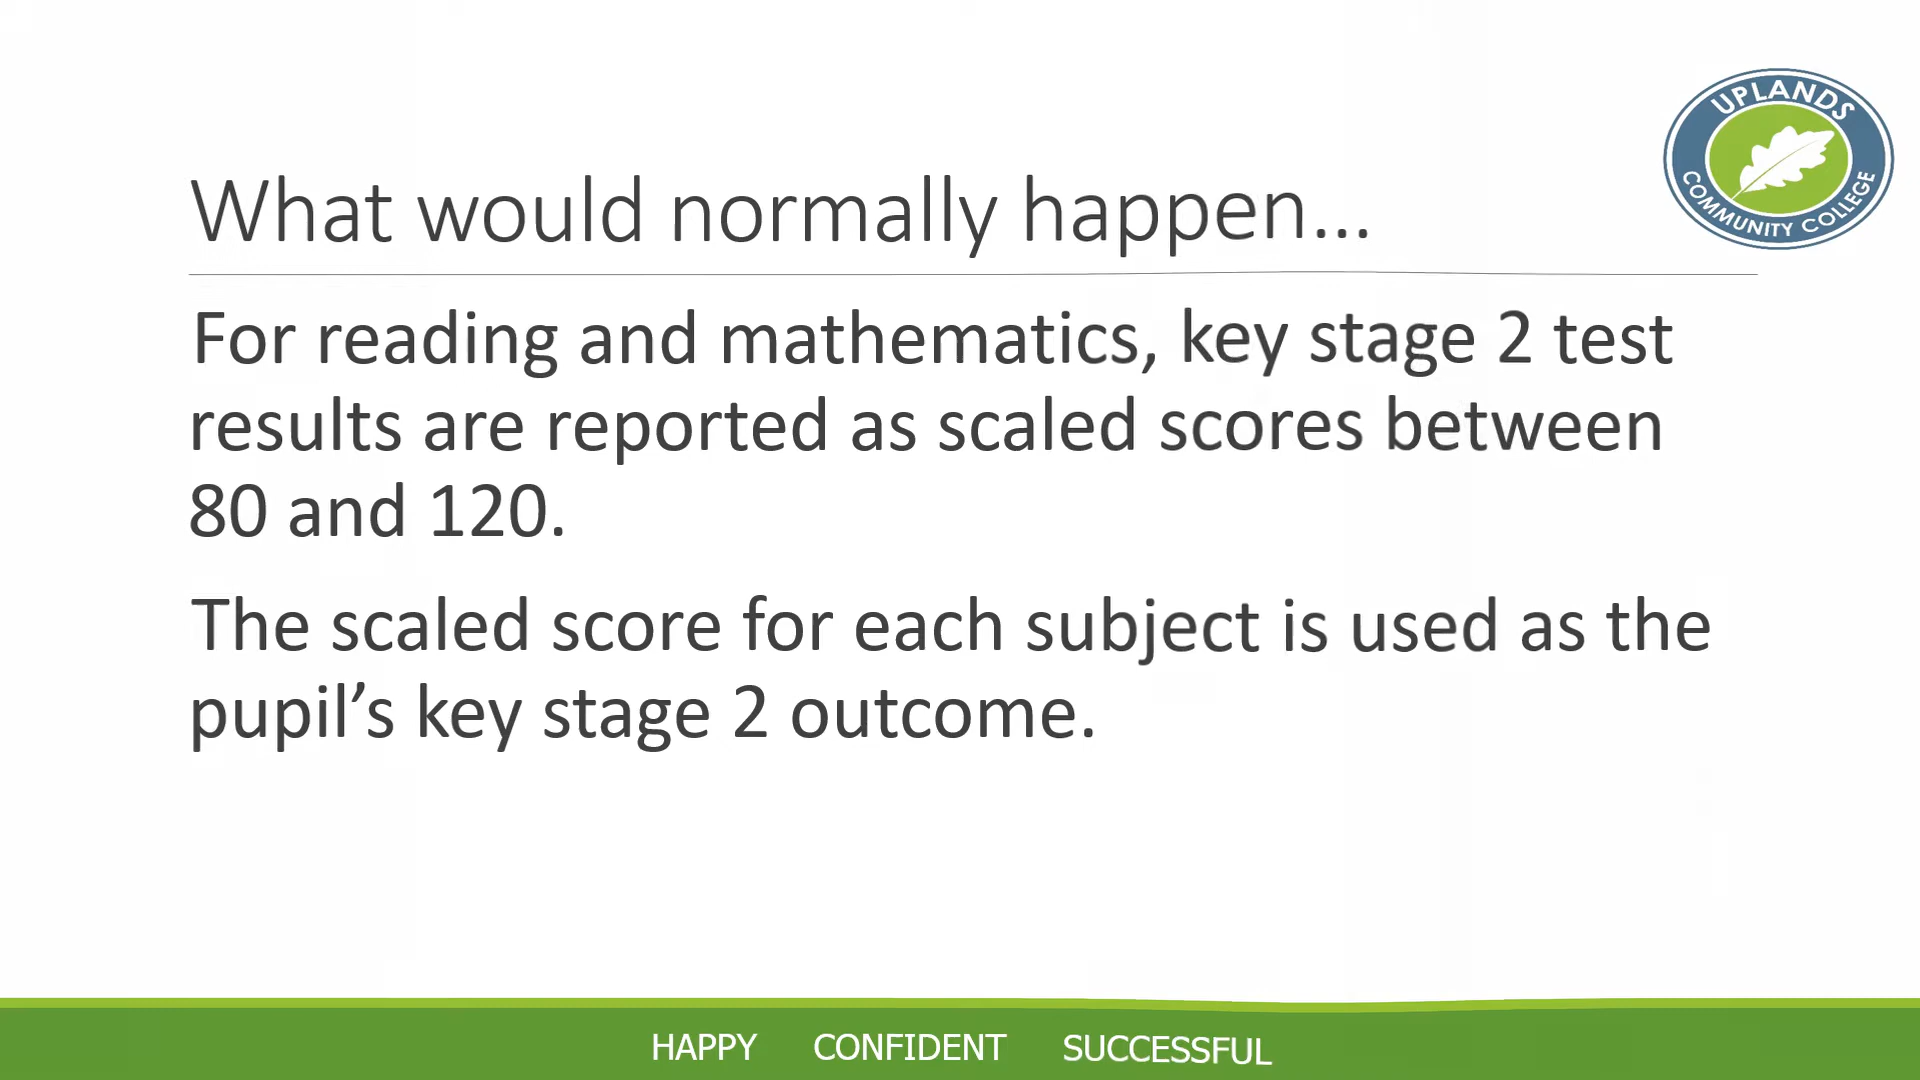 UPLANDS
COMMUNITY COLLEGE
What would normally happen...
For reading and mathematics, key stage 2 test
results are reported as scaled scores between
80 and 120.
The scaled score for each subject is used as the
pupil’s key stage 2 outcome.
HAPPY CONFIDENT SUCCESSFUL